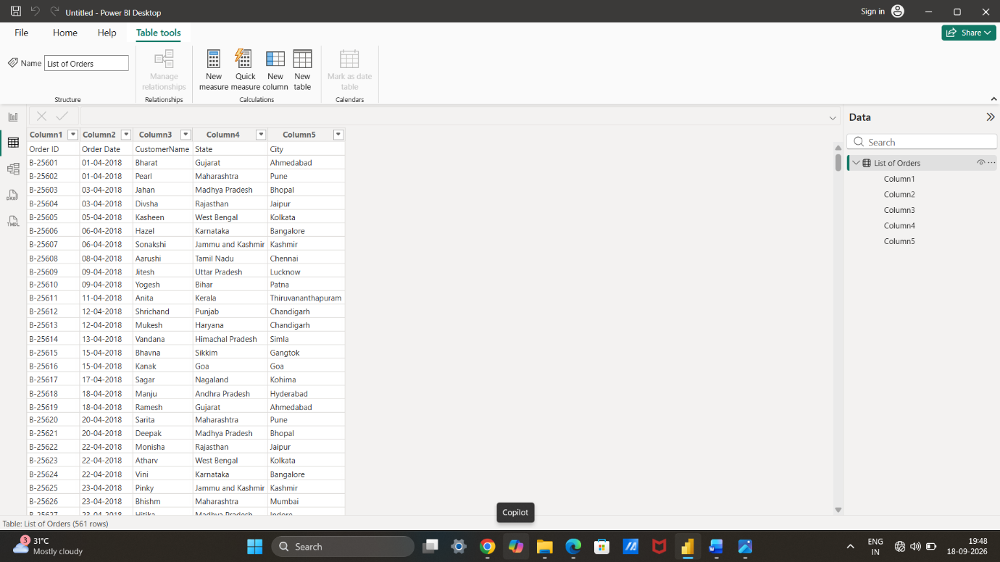 Untitled - Power BI Desktop
Sign in
File Home Help Table tools
Share
Name List of Orders
Manage relationships
New measure
Quick measure
New column
New table
Mark as date table
Structure Relationships Calculations Calendars
Data
Search
List of Orders
Column1
Column2
Column3
Column4
Column5
DAX
TMDL
Column1 Column2 Column3 Column4 Column5
Order ID Order Date CustomerName State City
B-25601 01-04-2018 Bharat Gujarat Ahmedabad
B-25602 01-04-2018 Pearl Maharashtra Pune
B-25603 03-04-2018 Jahan Madhya Pradesh Bhopal
B-25604 03-04-2018 Divsha Rajasthan Jaipur
B-25605 05-04-2018 Kasheen West Bengal Kolkata
B-25606 06-04-2018 Hazel Karnataka Bangalore
B-25607 06-04-2018 Sonakshi Jammu and Kashmir Kashmir
B-25608 08-04-2018 Aarushi Tamil Nadu Chennai
B-25609 09-04-2018 Jitesh Uttar Pradesh Lucknow
B-25610 09-04-2018 Yogesh Bihar Patna
B-25611 11-04-2018 Anita Kerala Thiruvananthapuram
B-25612 12-04-2018 Shrichand Punjab Chandigarh
B-25613 12-04-2018 Mukesh Haryana Chandigarh
B-25614 13-04-2018 Vandana Himachal Pradesh Simla
B-25615 15-04-2018 Bhavna Sikkim Gangtok
B-25616 15-04-2018 Kanak Goa Goa
B-25617 17-04-2018 Sagar Nagaland Kohima
B-25618 18-04-2018 Manju Andhra Pradesh Hyderabad
B-25619 18-04-2018 Ramesh Gujarat Ahmedabad
B-25620 20-04-2018 Sarita Maharashtra Pune
B-25621 20-04-2018 Deepak Madhya Pradesh Bhopal
B-25622 22-04-2018 Monisha Rajasthan Jaipur
B-25623 22-04-2018 Atharv West Bengal Kolkata
B-25624 22-04-2018 Vini Karnataka Bangalore
B-25625 23-04-2018 Pinky Jammu and Kashmir Kashmir
B-25626 23-04-2018 Bhishm Maharashtra Mumbai
B-25627 23-04-2018 Hitika Madhya Pradesh Indore
Copilot
Table: List of Orders (561 rows)
3
31°C
Mostly cloudy
Search
ENG
IN
19:48
18-09-2026